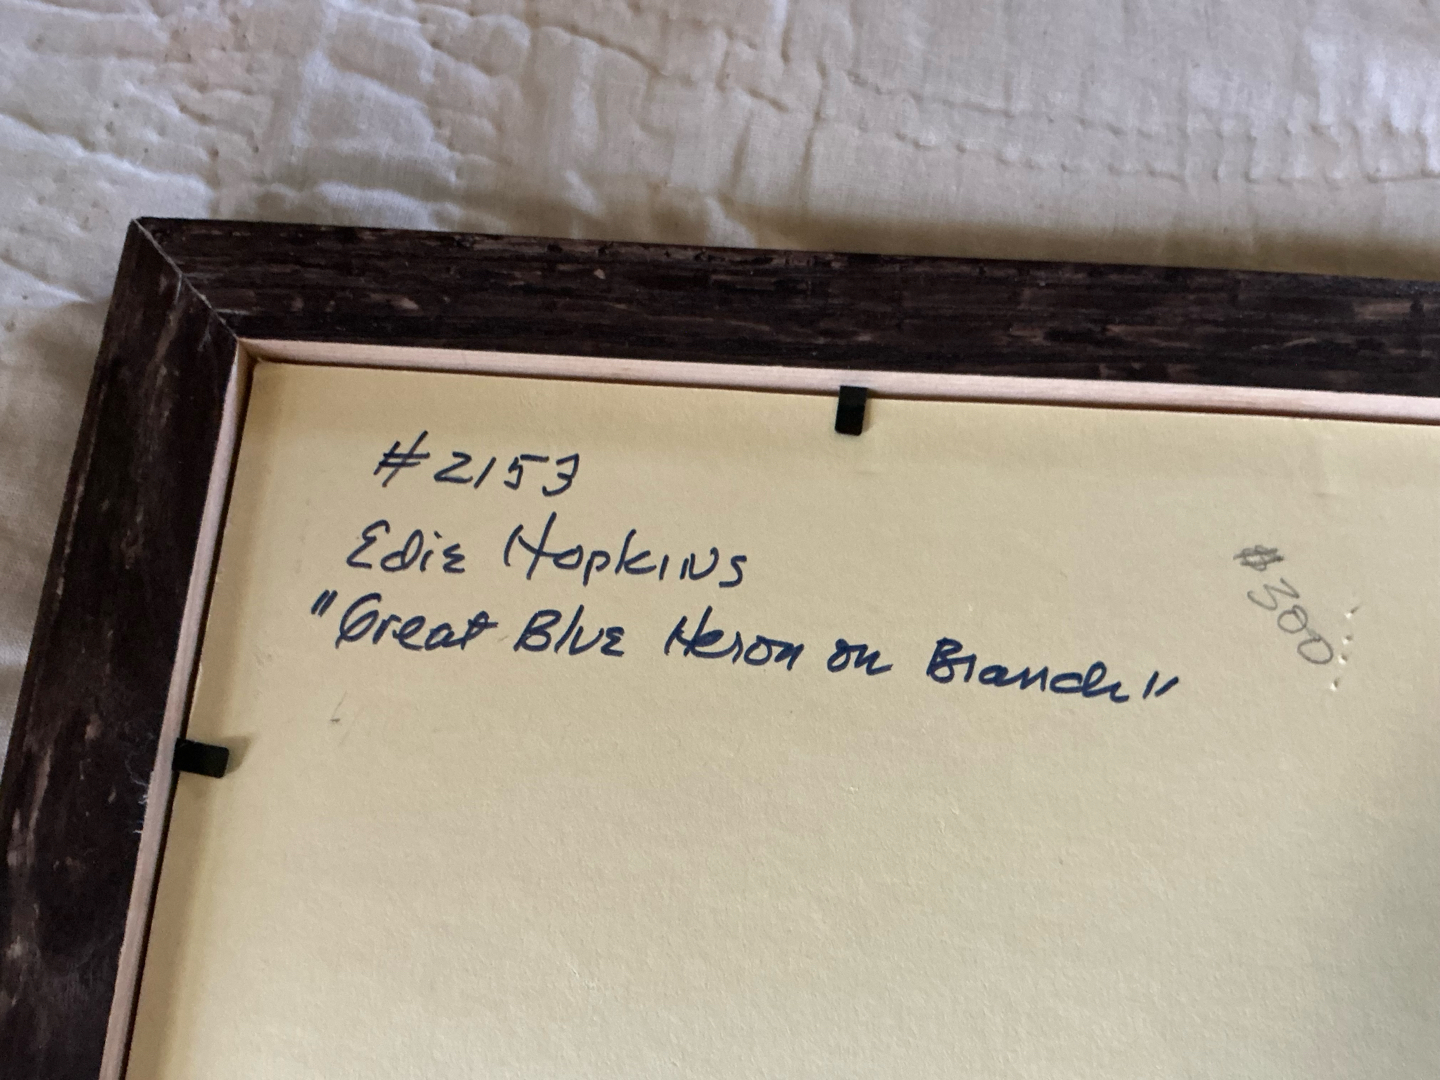 #2153
Edie Hopkins
"Great Blue Heron on Branch"
$300